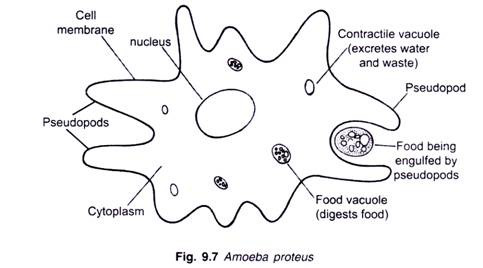 Cell
membrane
nucleus
Contractile vacuole
(excretes water
and waste)
Pseudopod
Pseudopods
Food being
engulfed by
pseudopods
Cytoplasm
Food vacuole
(digests food)
Fig. 9.7 Amoeba proteus